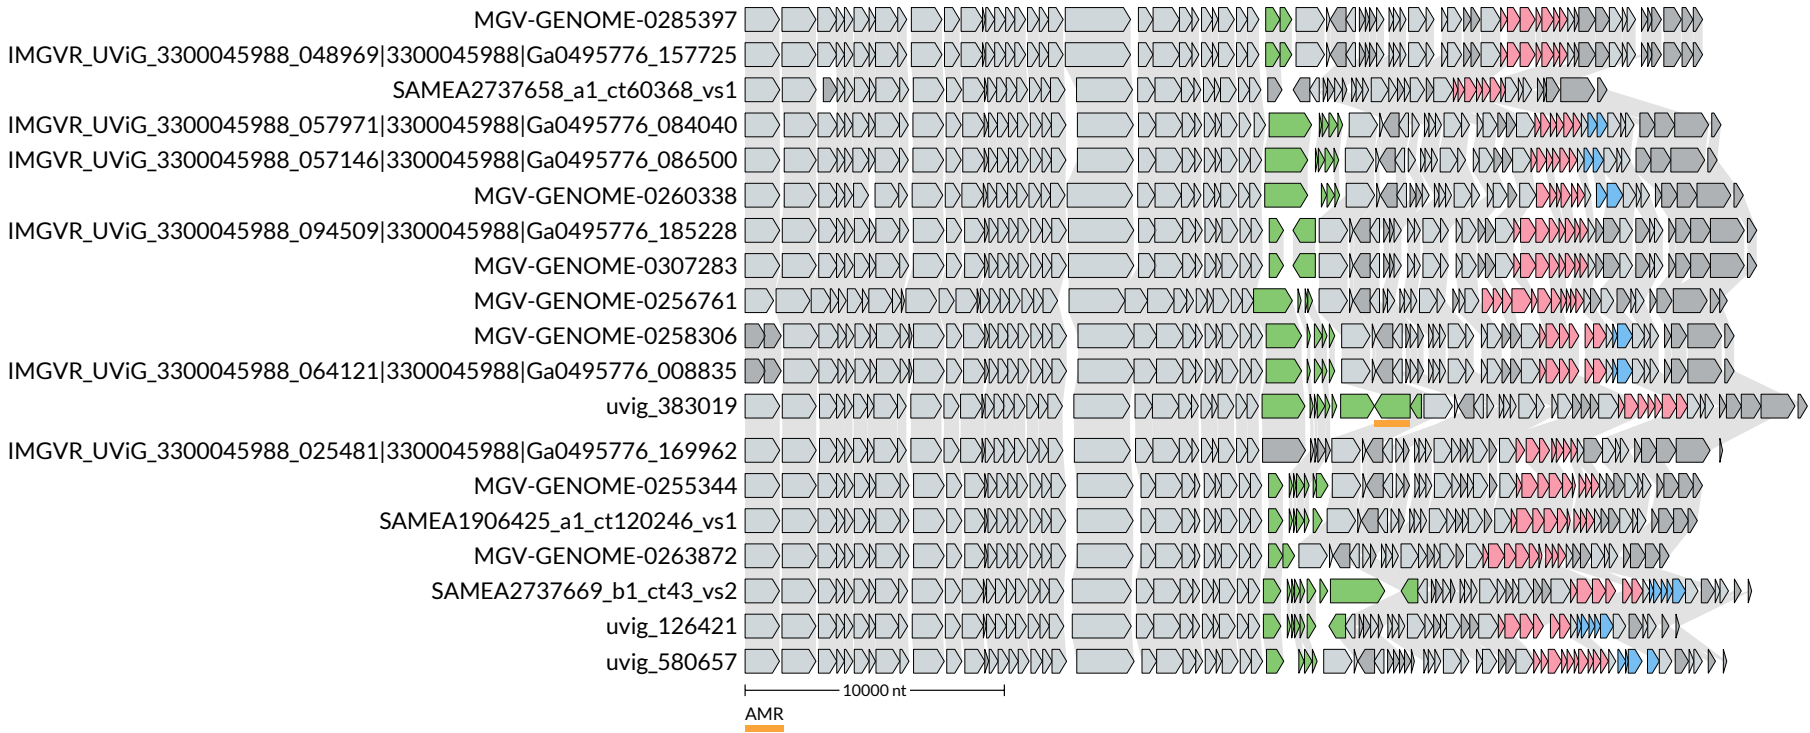 MGV-GENOME-0285397
IMGVR_UViG_3300045988_048969|3300045988|Ga0495776_157725
SAMEA2737658_a1_ct60368_vs1
IMGVR_UViG_3300045988_057971|3300045988|Ga0495776_084040
IMGVR_UViG_3300045988_057146|3300045988|Ga0495776_086500
MGV-GENOME-0260338
IMGVR_UViG_3300045988_094509|3300045988|Ga0495776_185228
MGV-GENOME-0307283
MGV-GENOME-0256761
MGV-GENOME-0258306
IMGVR_UViG_3300045988_064121|3300045988|Ga0495776_008835
uvig_383019
IMGVR_UViG_3300045988_025481|3300045988|Ga0495776_169962
MGV-GENOME-0255344
SAMEA1906425_a1_ct120246_vs1
MGV-GENOME-0263872
SAMEA2737669_b1_ct43_vs2
uvig_126421
uvig_580657
10000 nt
AMR